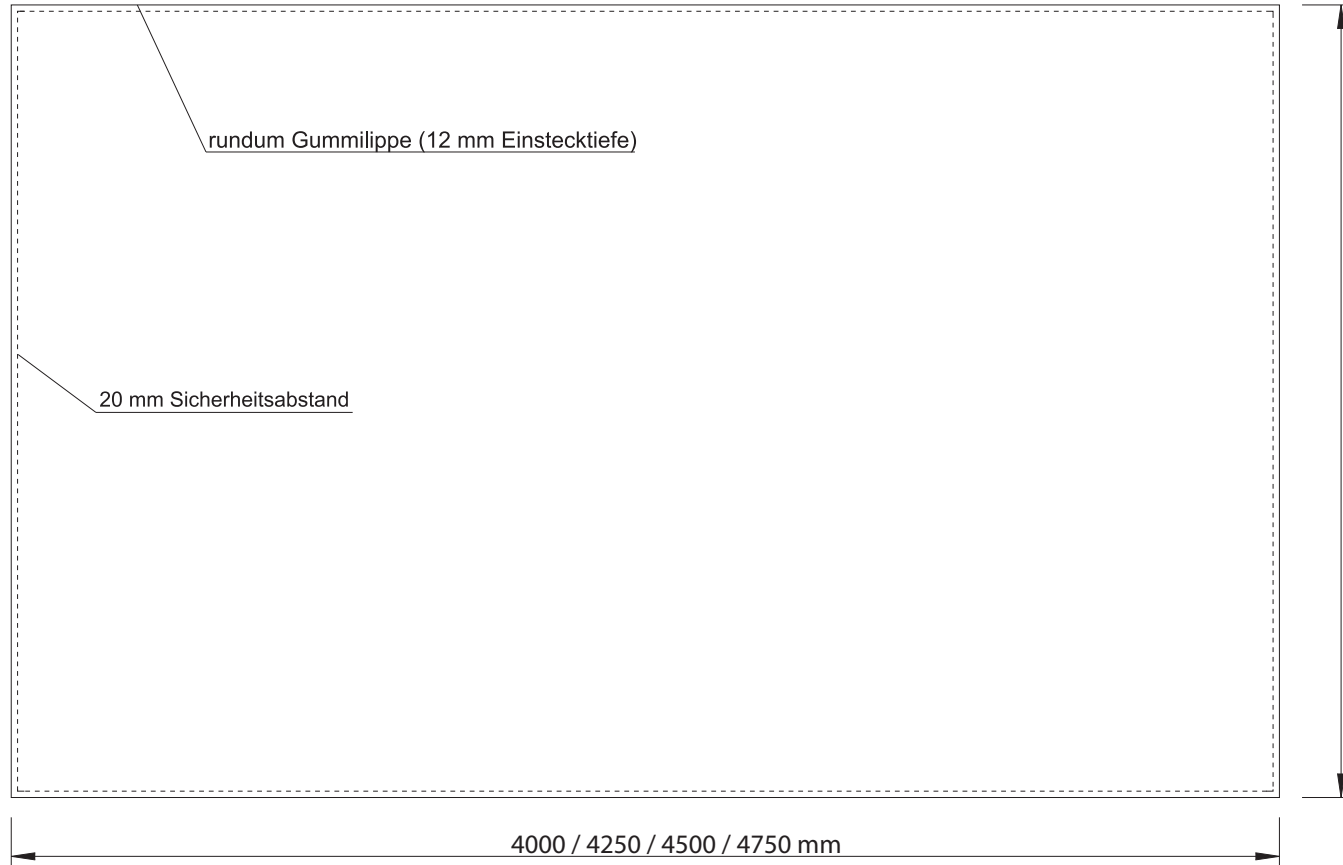 rundum Gummilippe (12 mm Einstecktiefe)
20 mm Sicherheitsabstand
4000 / 4250 / 4500 / 4750 mm